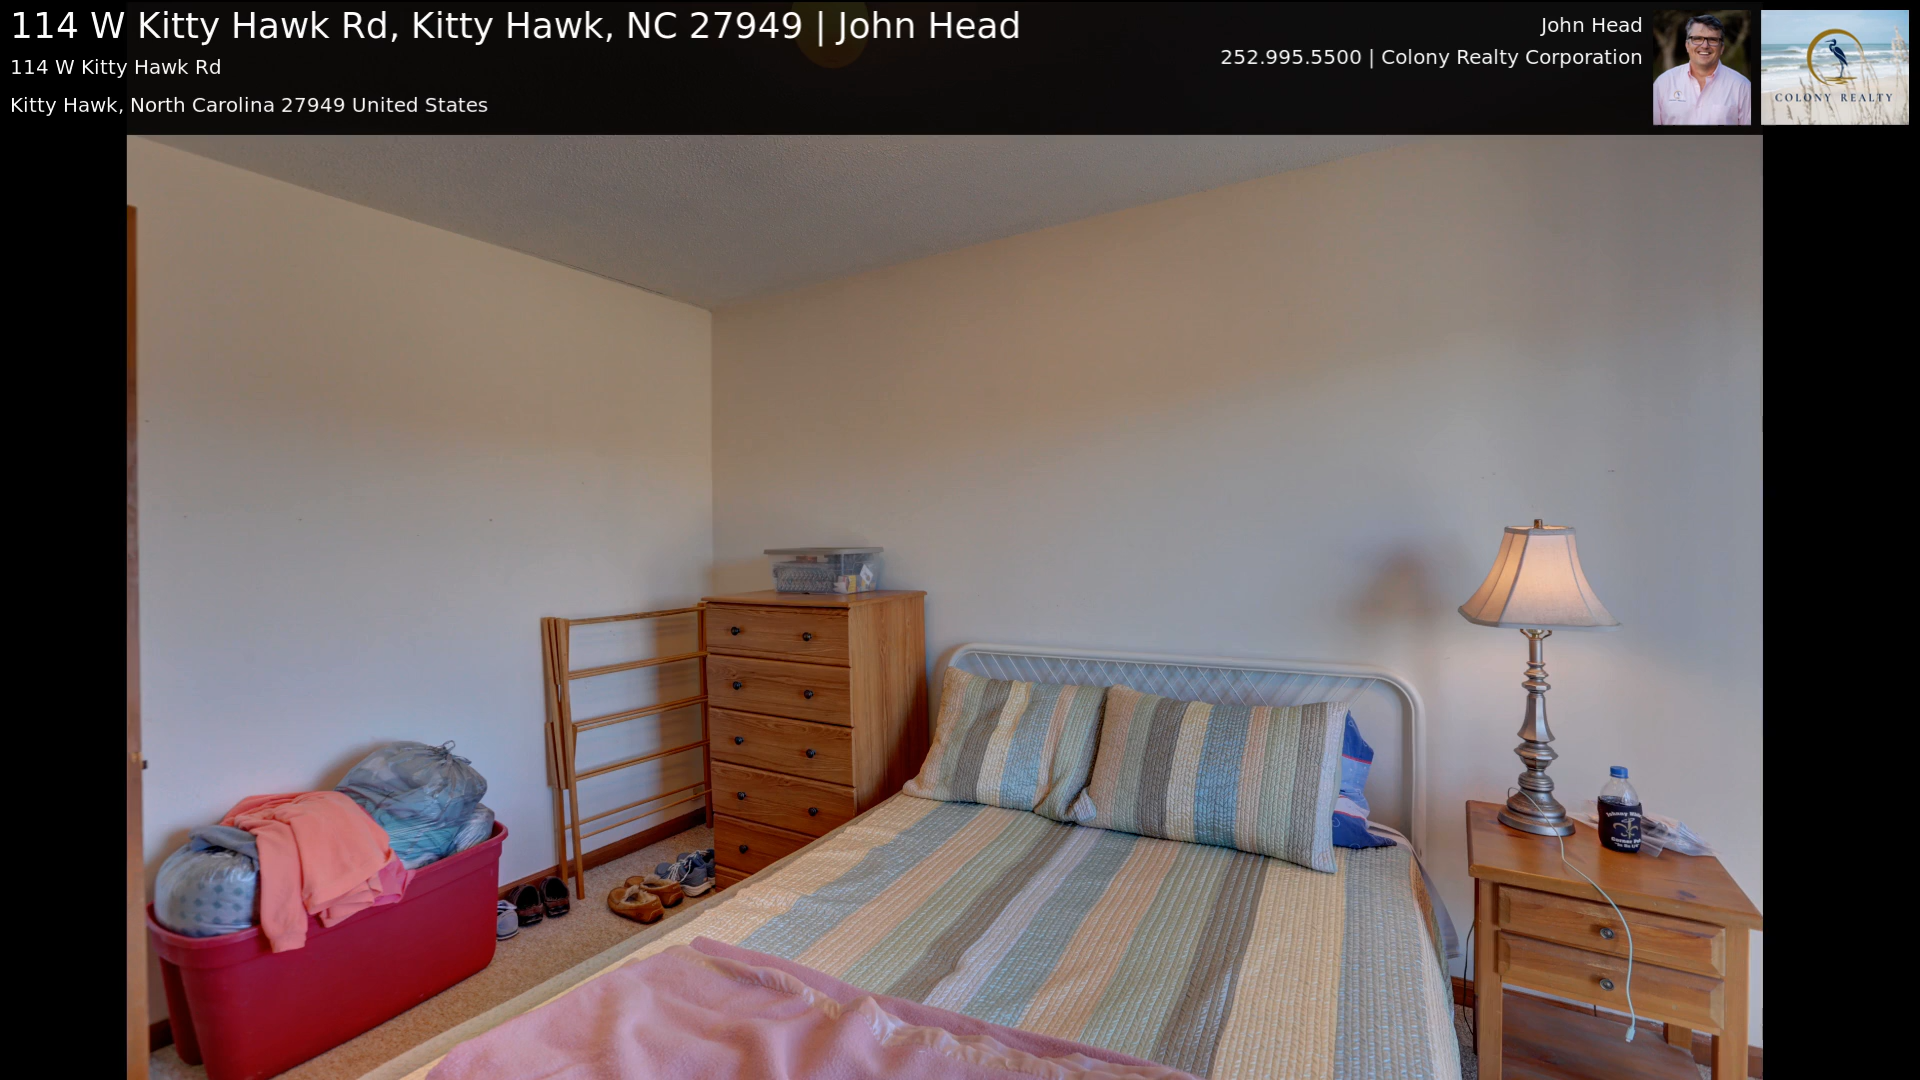 114 W Kitty Hawk Rd, Kitty Hawk, NC 27949 | John Head
114 W Kitty Hawk Rd
Kitty Hawk, North Carolina 27949 United States
John Head
252.995.5500 | Colony Realty Corporation
COLONY REALTY